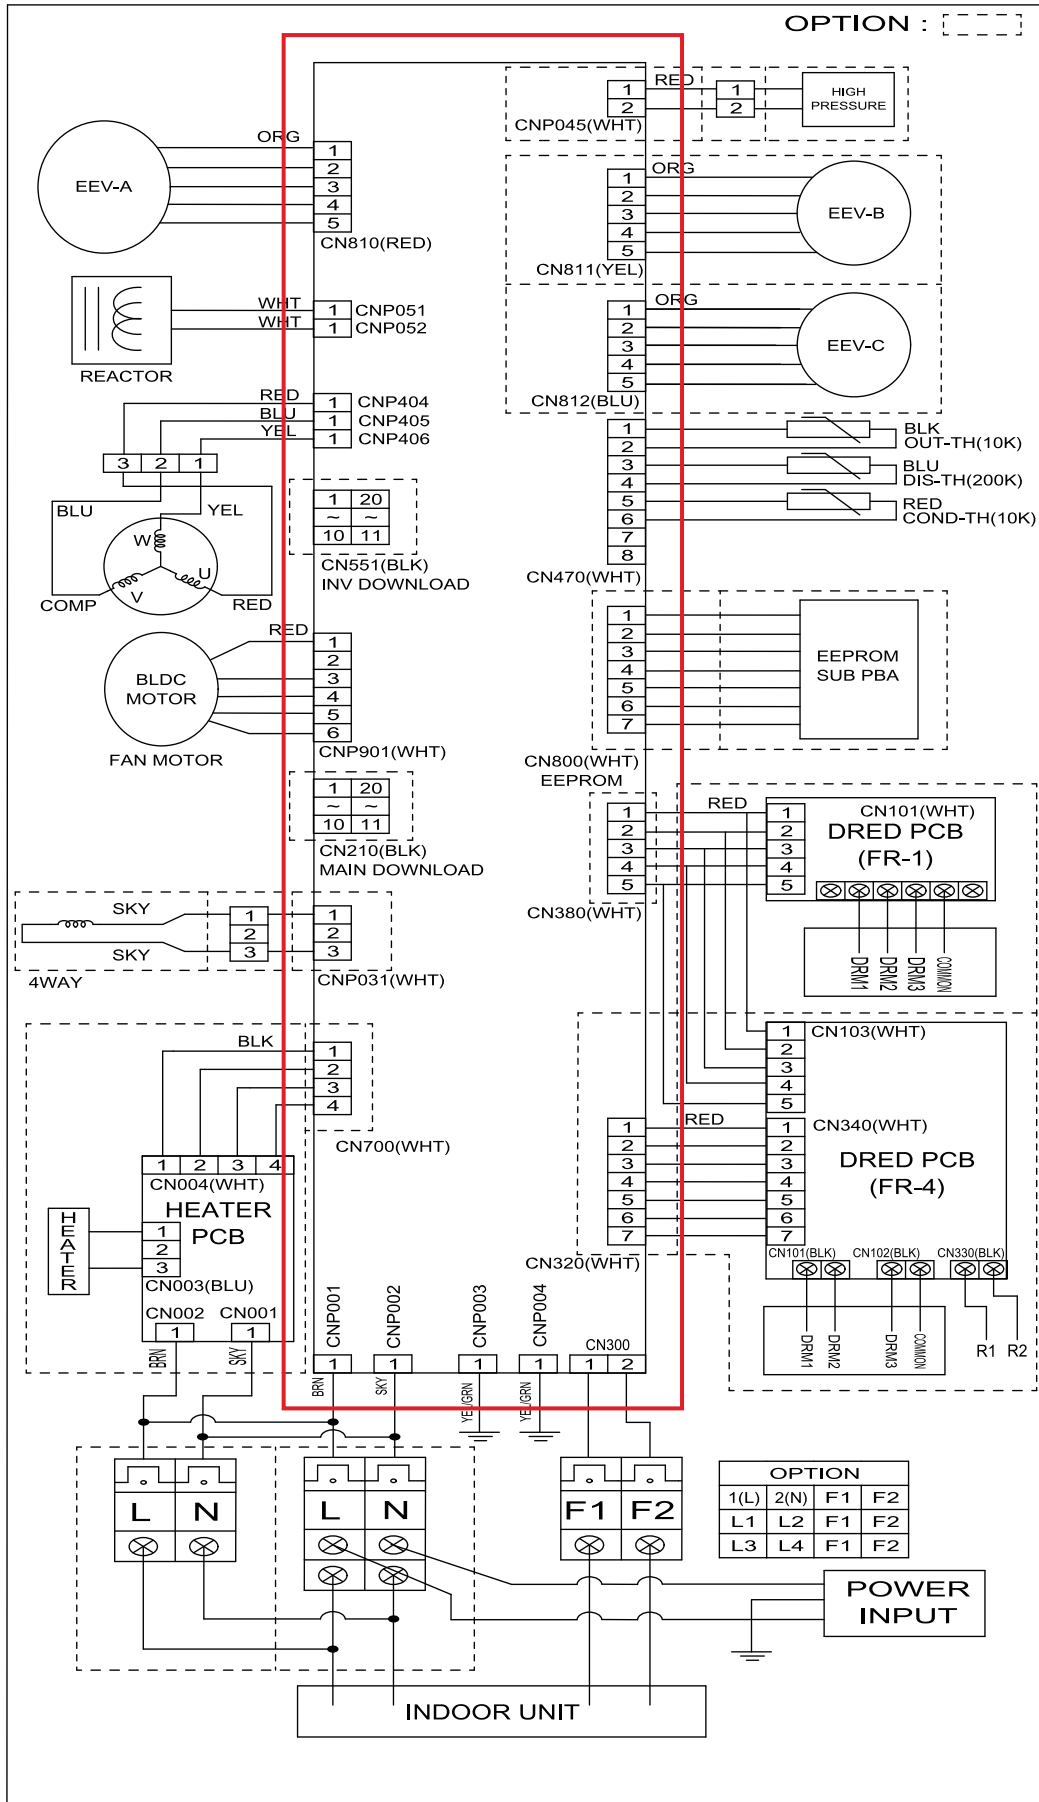 OPTION :
RED
1
2
CNP045(WHT)
1
2
HIGH
PRESSURE
EEV-A
ORG
1
2
3
4
5
CN810(RED)
ORG
1
2
3
4
5
CN811(YEL)
EEV-B
REACTOR
WHT
WHT
1 CNP051
1 CNP052
ORG
1
2
3
4
5
CN812(BLU)
EEV-C
RED
BLU
YEL
1 CNP404
1 CNP405
1 CNP406
3 2 1
BLU
YEL
W
U
V
COMP
RED
1 20
~ ~
10 11
CN551(BLK)
INV DOWNLOAD
1
2
3
4
5
6
7
8
CN470(WHT)
BLK
OUT-TH(10K)
BLU
DIS-TH(200K)
RED
COND-TH(10K)
BLDC
MOTOR
FAN MOTOR
RED
1
2
3
4
5
6
CNP901(WHT)
1
2
3
4
5
6
7
CN800(WHT)
EEPROM
EEPROM
SUB PBA
1 20
~ ~
10 11
CN210(BLK)
MAIN DOWNLOAD
1
2
3
4
5
CN380(WHT)
RED
1
2
3
4
5
CN101(WHT)
DRED PCB
(FR-1)
DRM1
DRM2
DRM3
COMMON
SKY
SKY
4WAY
1
2
3
1
2
3
CNP031(WHT)
BLK
1
2
3
4
CN700(WHT)
1
2
3
4
5
CN103(WHT)
RED
1
2
3
4
5
6
7
CN320(WHT)
1
2
3
4
5
6
7
CN340(WHT)
DRED PCB
(FR-4)
CN101(BLK) CN102(BLK) CN330(BLK)
DRM1
DRM2
DRM3
COMMON
R1 R2
1 2 3 4
CN004(WHT)
HEATER
PCB
HEATER
1
2
3
CN003(BLU)
CN002 CN001
1 1
BRN
SKY
CNP001
CNP002
CNP003
CNP004
CN300
1 1 1 1 1 2
BRN
SKY
YEL/GRN
YEL/GRN
L N
L N
F1 F2
OPTION
1(L) 2(N) F1 F2
L1 L2 F1 F2
L3 L4 F1 F2
POWER
INPUT
INDOOR UNIT